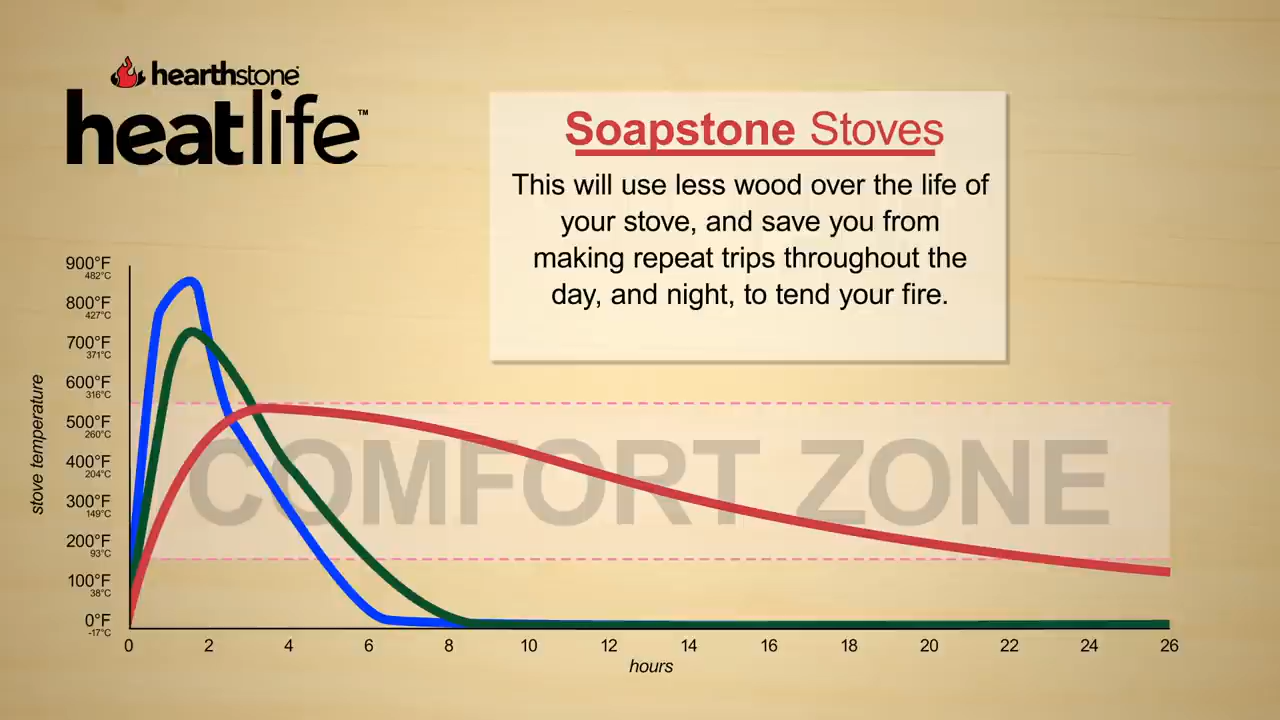 hearthstone
heatlife™
Soapstone Stoves
This will use less wood over the life of
your stove, and save you from
making repeat trips throughout the
day, and night, to tend your fire.
900°F
482°C
800°F
427°C
700°F
371°C
600°F
316°C
500°F
260°C
400°F
204°C
300°F
149°C
200°F
93°C
100°F
38°C
0°F
-17°C
stove temperature
COMFORT ZONE
0 2 4 6 8 10 12 14 16 18 20 22 24 26
hours